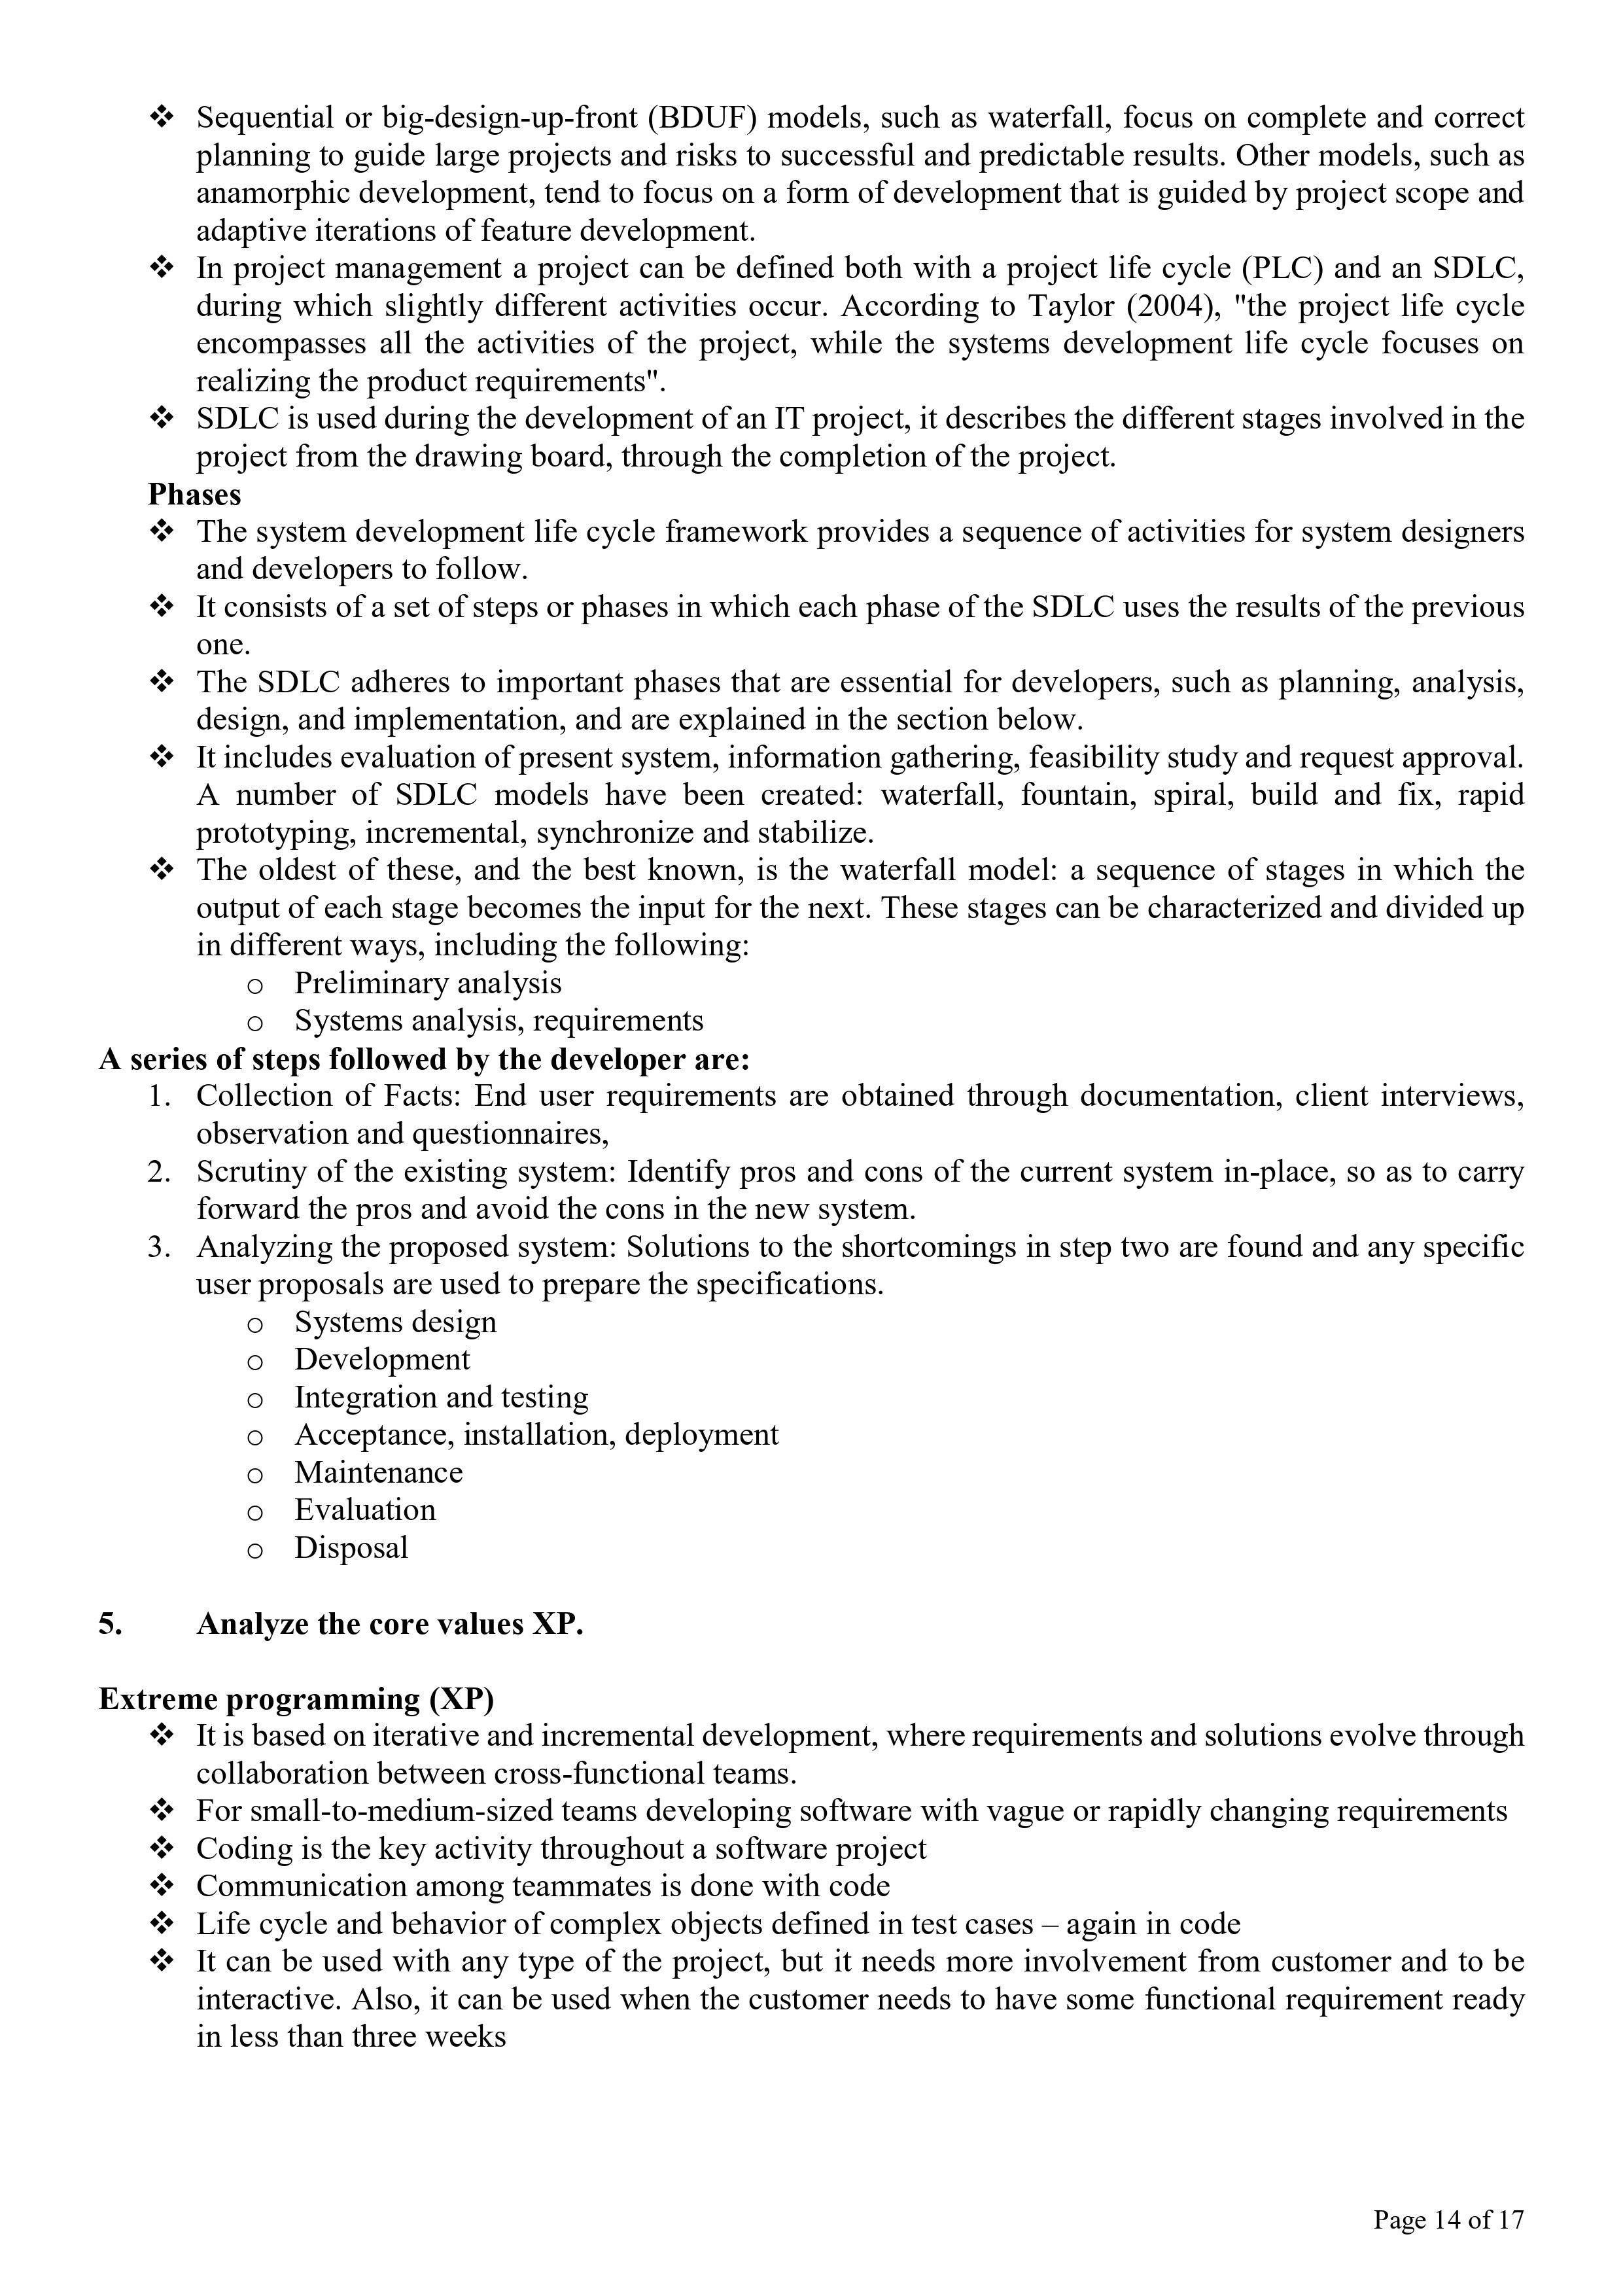 ❖ Sequential or big-design-up-front (BDUF) models, such as waterfall, focus on complete and correct
planning to guide large projects and risks to successful and predictable results. Other models, such as
anamorphic development, tend to focus on a form of development that is guided by project scope and
adaptive iterations of feature development.
❖ In project management a project can be defined both with a project life cycle (PLC) and an SDLC,
during which slightly different activities occur. According to Taylor (2004), "the project life cycle
encompasses all the activities of the project, while the systems development life cycle focuses on
realizing the product requirements".
❖ SDLC is used during the development of an IT project, it describes the different stages involved in the
project from the drawing board, through the completion of the project.
Phases
❖ The system development life cycle framework provides a sequence of activities for system designers
and developers to follow.
❖ It consists of a set of steps or phases in which each phase of the SDLC uses the results of the previous
one.
❖ The SDLC adheres to important phases that are essential for developers, such as planning, analysis,
design, and implementation, and are explained in the section below.
❖ It includes evaluation of present system, information gathering, feasibility study and request approval.
A number of SDLC models have been created: waterfall, fountain, spiral, build and fix, rapid
prototyping, incremental, synchronize and stabilize.
❖ The oldest of these, and the best known, is the waterfall model: a sequence of stages in which the
output of each stage becomes the input for the next. These stages can be characterized and divided up
in different ways, including the following:
o Preliminary analysis
o Systems analysis, requirements
A series of steps followed by the developer are:
1. Collection of Facts: End user requirements are obtained through documentation, client interviews,
observation and questionnaires,
2. Scrutiny of the existing system: Identify pros and cons of the current system in-place, so as to carry
forward the pros and avoid the cons in the new system.
3. Analyzing the proposed system: Solutions to the shortcomings in step two are found and any specific
user proposals are used to prepare the specifications.
o Systems design
o Development
o Integration and testing
o Acceptance, installation, deployment
o Maintenance
o Evaluation
o Disposal
5. Analyze the core values XP.
Extreme programming (XP)
❖ It is based on iterative and incremental development, where requirements and solutions evolve through
collaboration between cross-functional teams.
❖ For small-to-medium-sized teams developing software with vague or rapidly changing requirements
❖ Coding is the key activity throughout a software project
❖ Communication among teammates is done with code
❖ Life cycle and behavior of complex objects defined in test cases – again in code
❖ It can be used with any type of the project, but it needs more involvement from customer and to be
interactive. Also, it can be used when the customer needs to have some functional requirement ready
in less than three weeks
Page 14 of 17